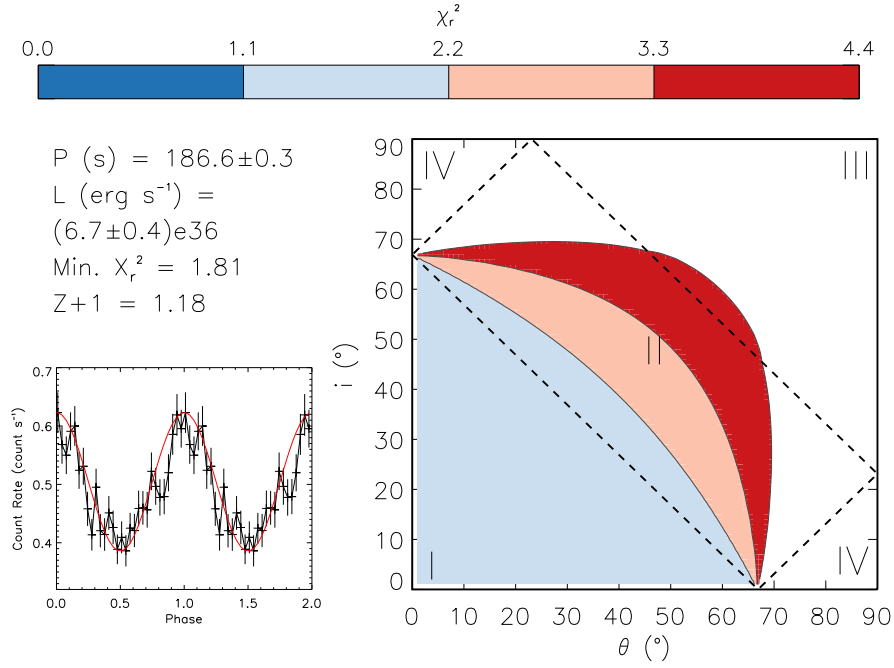 χr²
0.0 1.1 2.2 3.3 4.4
P (s) = 186.6±0.3
L (erg s⁻¹) =
(6.7±0.4)e36
Min. Χr² = 1.81
Z+1 = 1.18
0.7
0.6
0.5
0.4
Count Rate (count s⁻¹)
0.0 0.5 1.0 1.5 2.0
Phase
IV III
II
I IV
90
80
70
60
50
40
30
20
10
0
i (°)
0 10 20 30 40 50 60 70 80 90
θ (°)